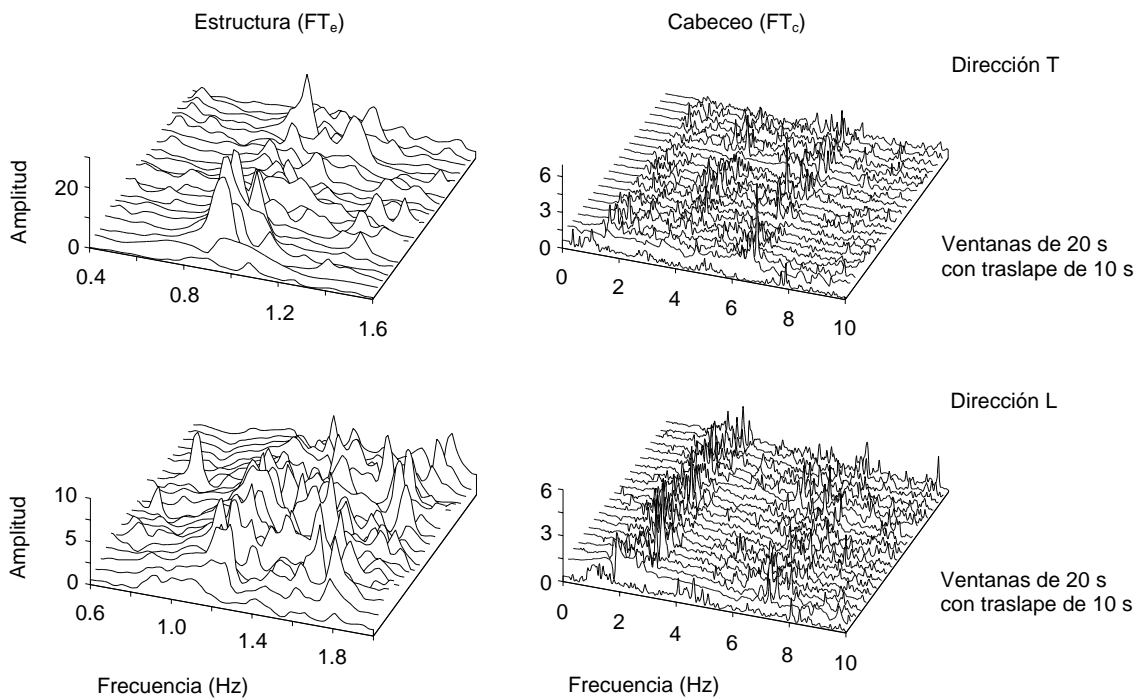 Estructura (FTe)
Cabeceo (FTc)
Dirección T
Amplitud
20
0
0.4
0.8
1.2
1.6
6
3
0
0
2
4
6
8
10
Ventanas de 20 s
con traslape de 10 s
Dirección L
Amplitud
10
5
0
0.6
1.0
1.4
1.8
Frecuencia (Hz)
6
3
0
0
2
4
6
8
10
Frecuencia (Hz)
Ventanas de 20 s
con traslape de 10 s